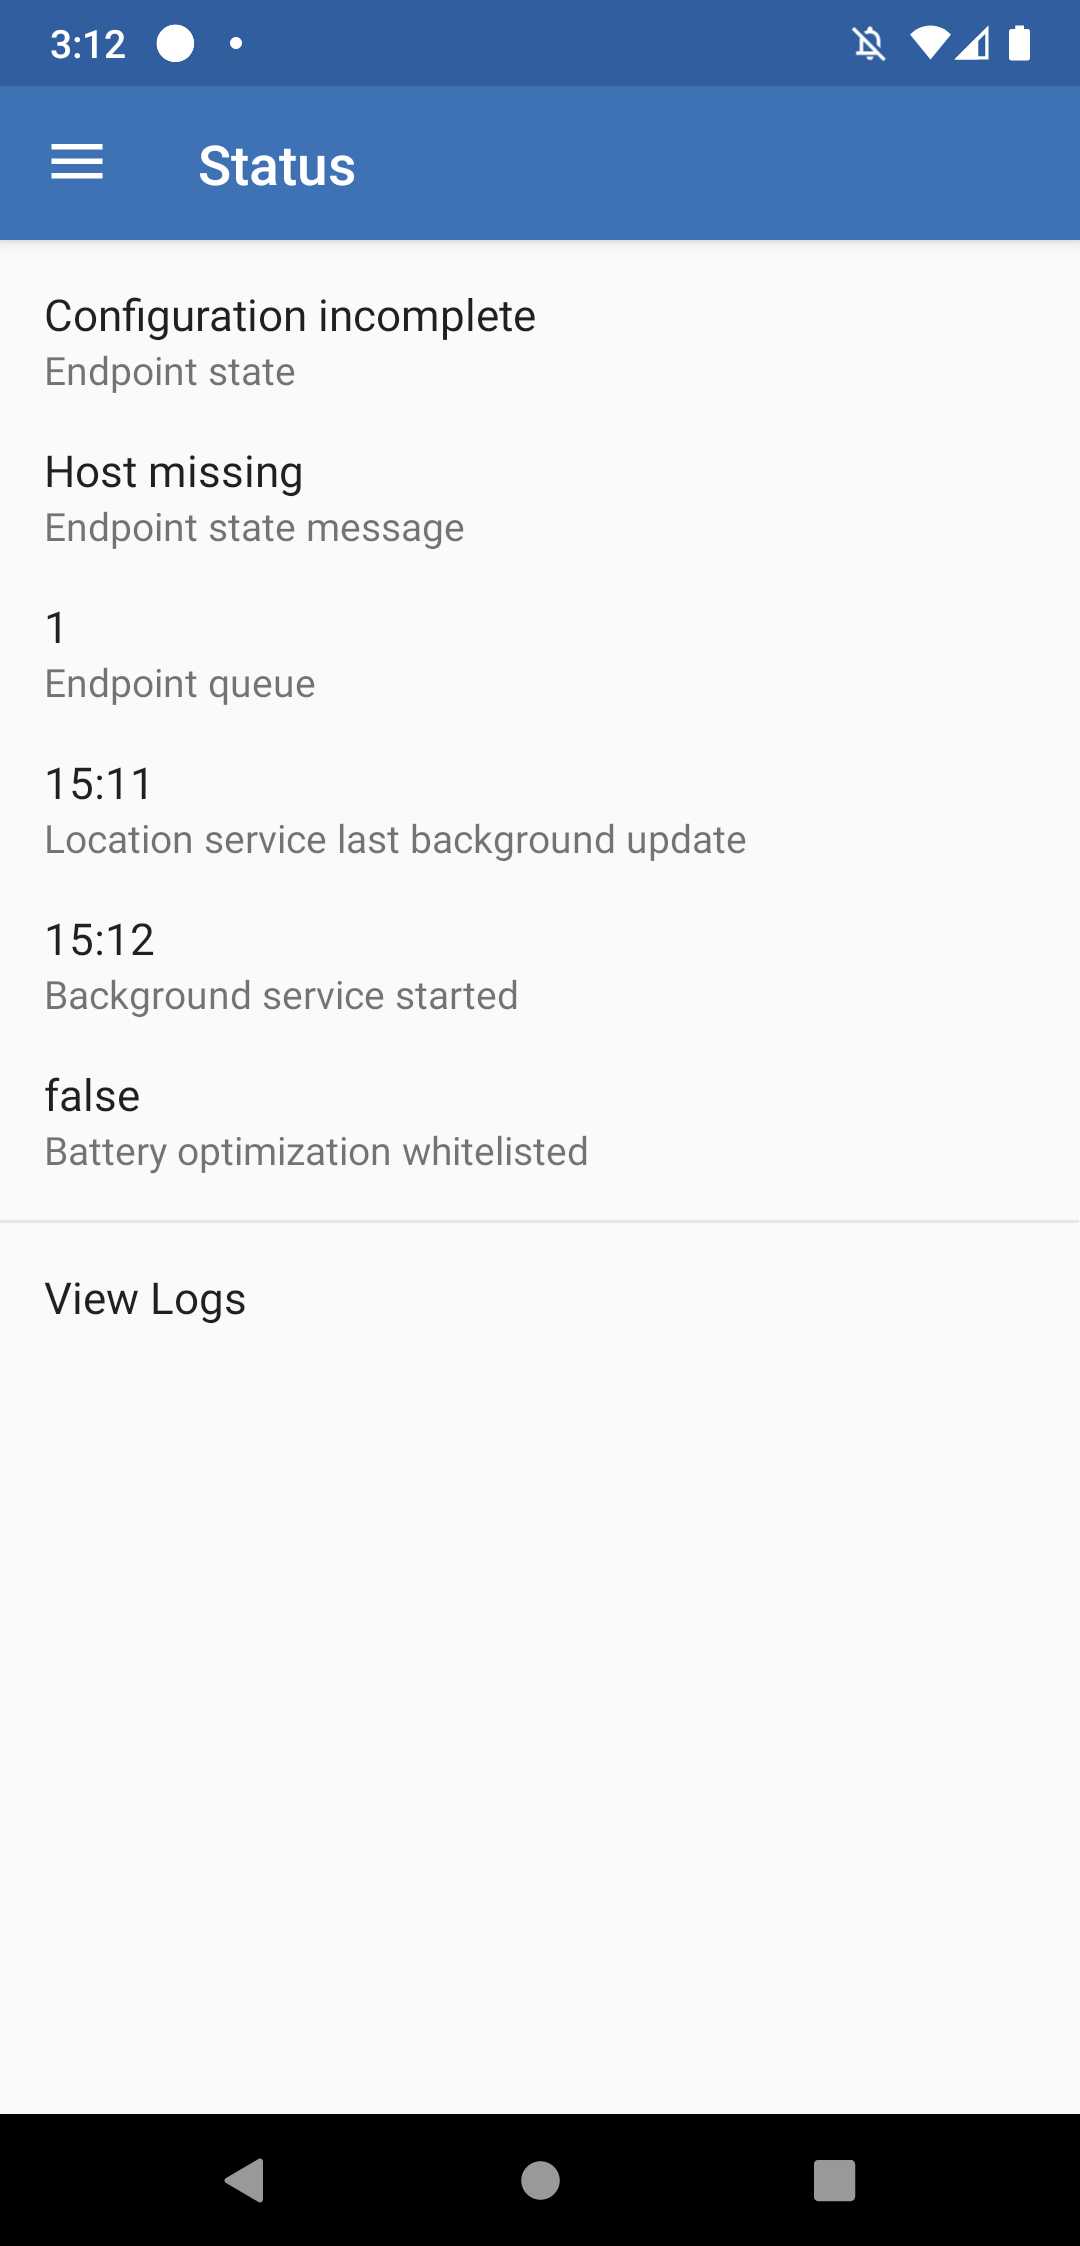 3:12
Status
Configuration incomplete
Endpoint state
Host missing
Endpoint state message
1
Endpoint queue
15:11
Location service last background update
15:12
Background service started
false
Battery optimization whitelisted
View Logs